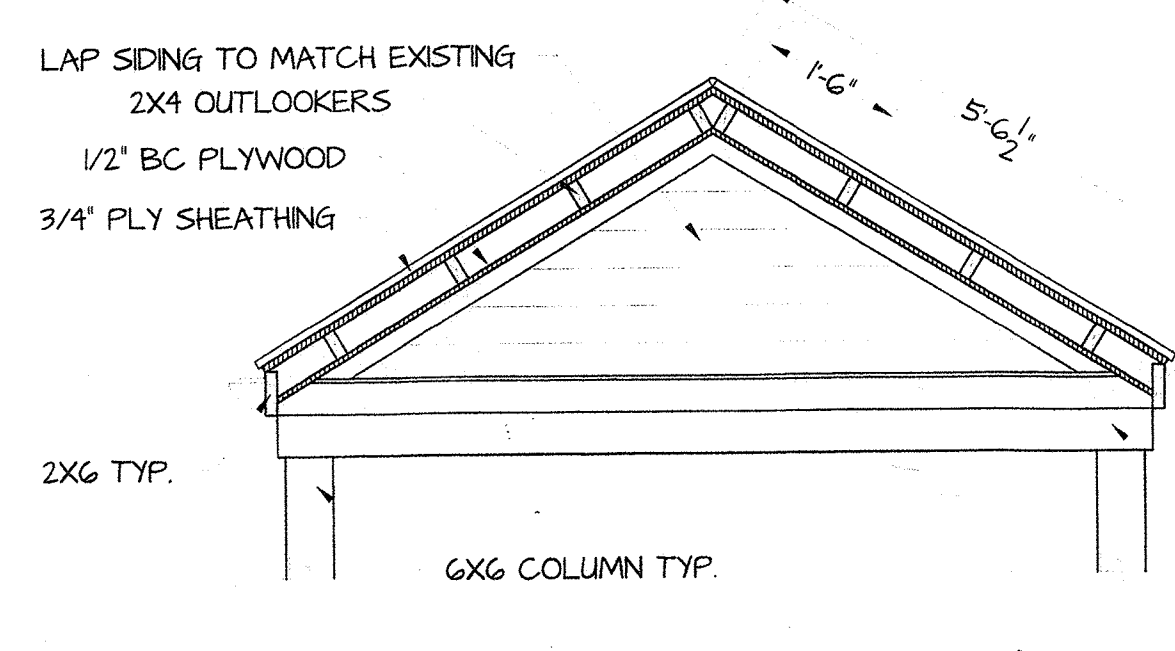 LAP SIDING TO MATCH EXISTING
2X4 OUTLOOKERS
1/2" BC PLYWOOD
3/4" PLY SHEATHING
1'-6"
5'-6 1/2"
2X6 TYP.
6X6 COLUMN TYP.